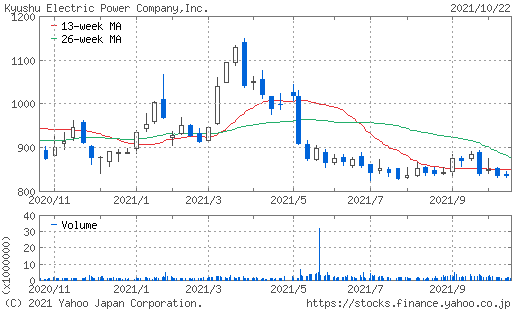 Kyushu Electric Power Company,Inc. 2021/10/22
13-week MA
26-week MA
1200
1100
1000
900
800
2020/11 2021/1 2021/3 2021/5 2021/7 2021/9
Volume
40
30
20
10
0
(x1000000)
2020/11 2021/1 2021/3 2021/5 2021/7 2021/9
(C) 2021 Yahoo Japan Corporation. https://stocks.finance.yahoo.co.jp/